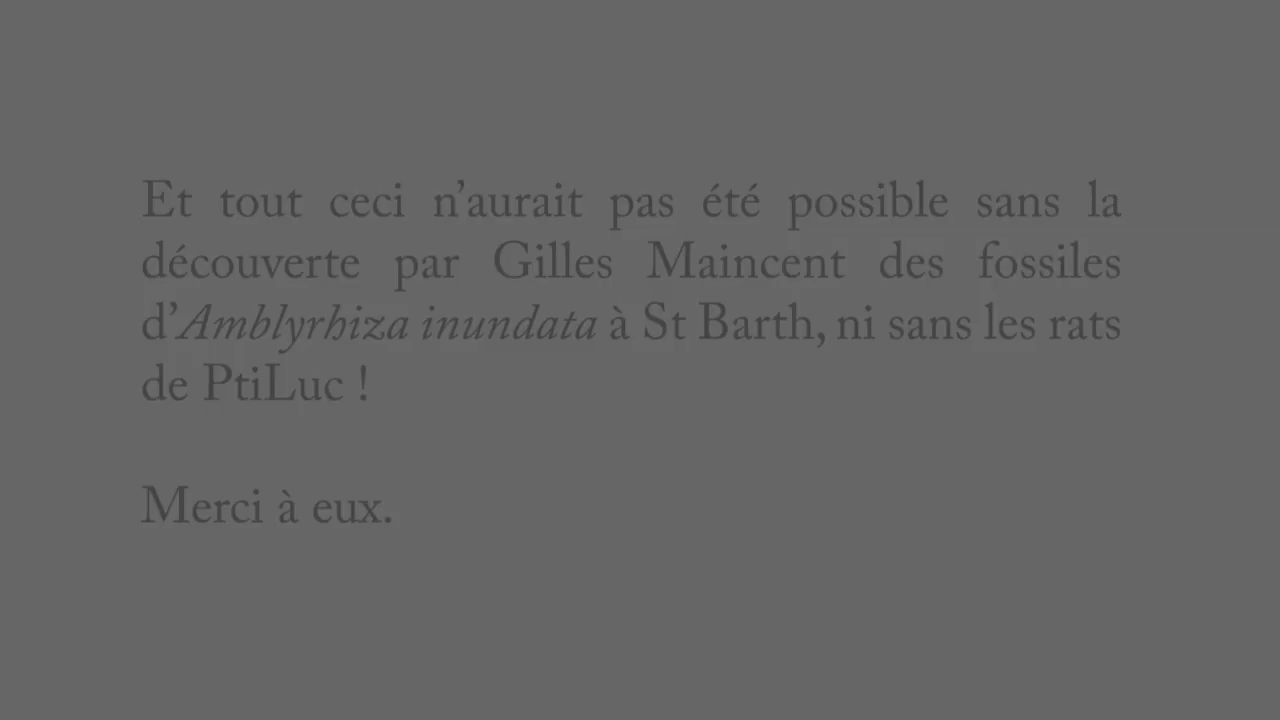 Et tout ceci n’aurait pas été possible sans la
découverte par Gilles Maincent des fossiles
d’Amblyrhiza inundata à St Barth, ni sans les rats
de PtiLuc !
Merci à eux.